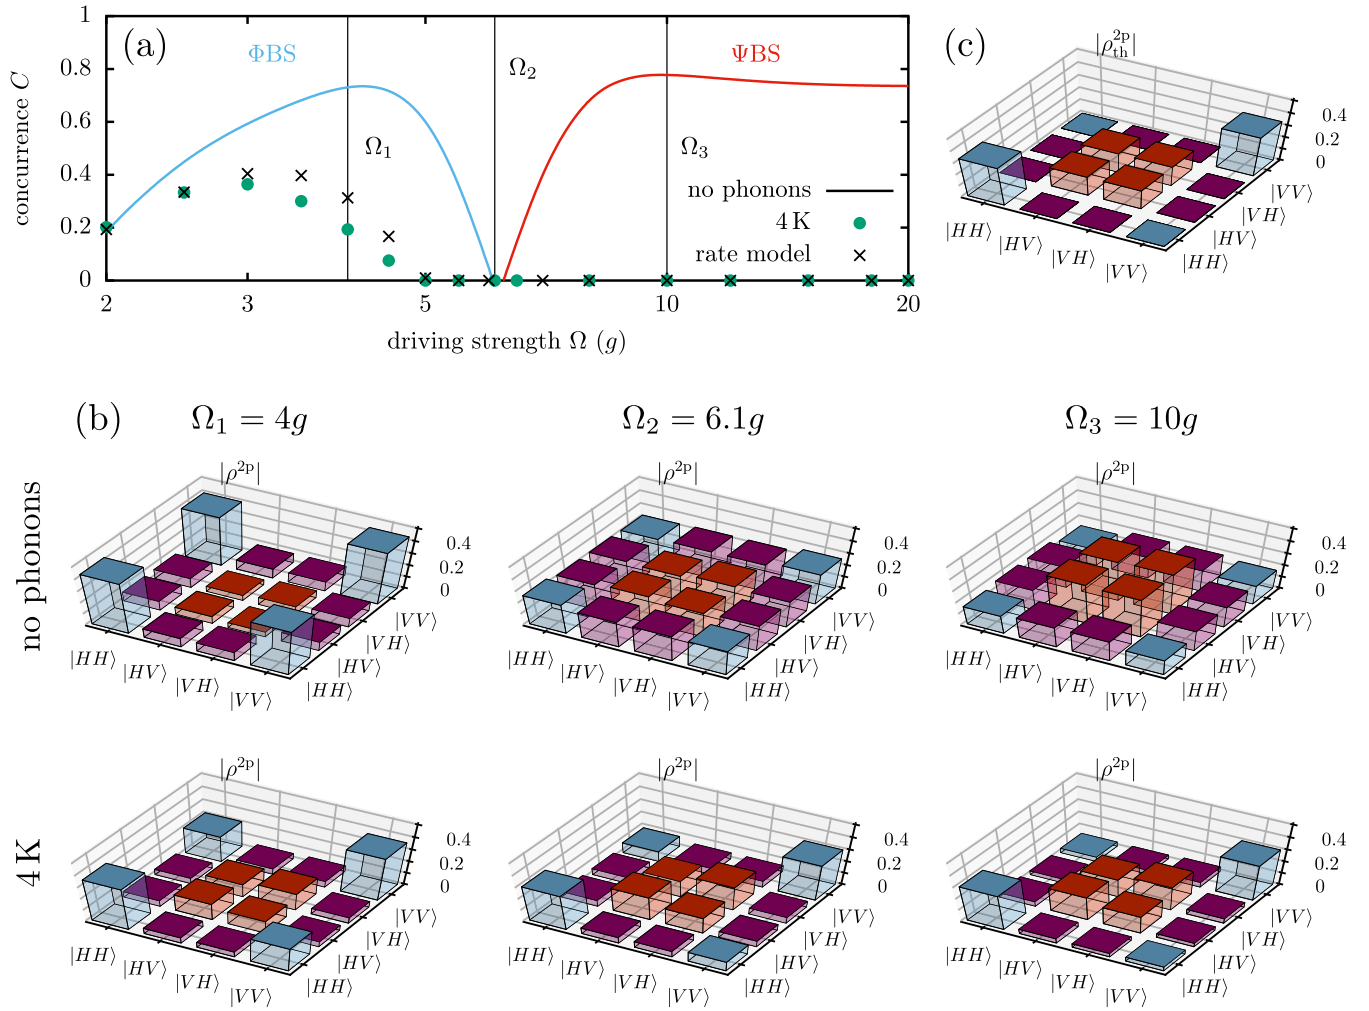 (a)
concurrence C
1
0.8
0.6
0.4
0.2
0
ΦBS
ΨBS
Ω₁
Ω₂
Ω₃
no phonons
4 K
rate model
2
3
5
10
20
driving strength Ω (g)
(c)
|ρ_th^2p|
0.4
0.2
0
|HH⟩
|HV⟩
|VH⟩
|VV⟩
|HH⟩
|HV⟩
|VH⟩
|VV⟩
(b)
Ω₁ = 4g
Ω₂ = 6.1g
Ω₃ = 10g
no phonons
|ρ^2p|
0.4
0.2
0
|HH⟩
|HV⟩
|VH⟩
|VV⟩
|HH⟩
|HV⟩
|VH⟩
|VV⟩
|ρ^2p|
0.4
0.2
0
|HH⟩
|HV⟩
|VH⟩
|VV⟩
|HH⟩
|HV⟩
|VH⟩
|VV⟩
|ρ^2p|
0.4
0.2
0
|HH⟩
|HV⟩
|VH⟩
|VV⟩
|HH⟩
|HV⟩
|VH⟩
|VV⟩
4 K
|ρ^2p|
0.4
0.2
0
|HH⟩
|HV⟩
|VH⟩
|VV⟩
|HH⟩
|HV⟩
|VH⟩
|VV⟩
|ρ^2p|
0.4
0.2
0
|HH⟩
|HV⟩
|VH⟩
|VV⟩
|HH⟩
|HV⟩
|VH⟩
|VV⟩
|ρ^2p|
0.4
0.2
0
|HH⟩
|HV⟩
|VH⟩
|VV⟩
|HH⟩
|HV⟩
|VH⟩
|VV⟩